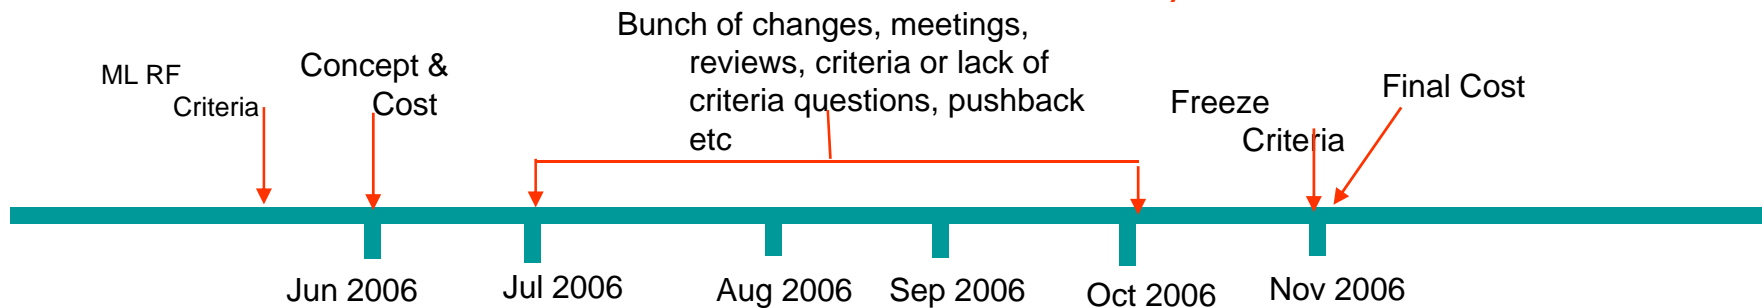 ML RF
Criteria
Concept &
Cost
Bunch of changes, meetings,
reviews, criteria or lack of
criteria questions, pushback
etc
Freeze
Criteria
Final Cost
Jun 2006
Jul 2006
Aug 2006
Sep 2006
Oct 2006
Nov 2006